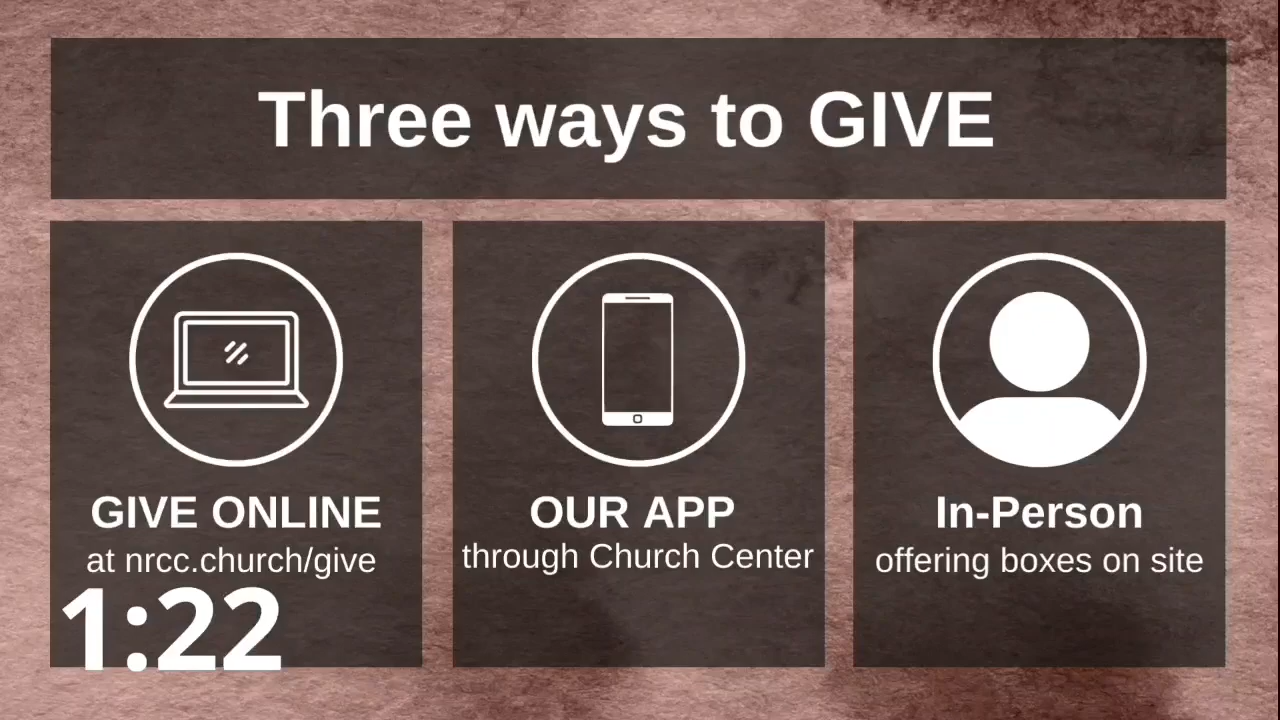 Three ways to GIVE
GIVE ONLINE
at nrcc.church/give
1:22
OUR APP
through Church Center
In-Person
offering boxes on site